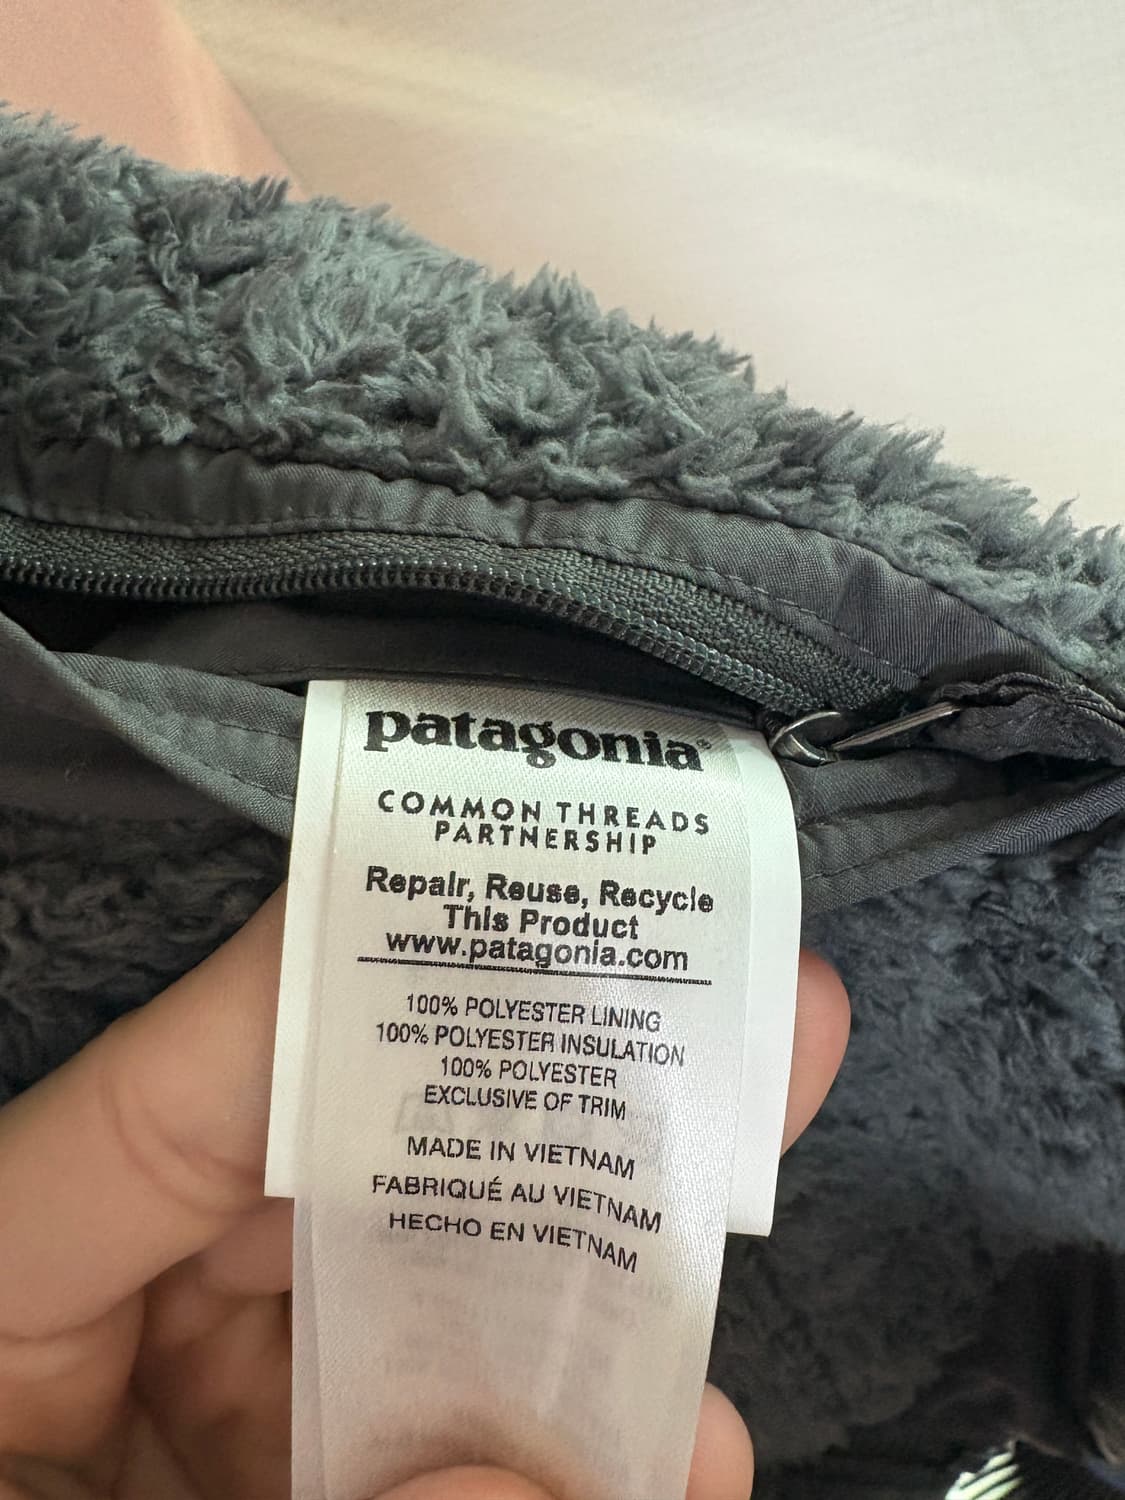 patagonia®
COMMON THREADS
PARTNERSHIP
Repair, Reuse, Recycle
This Product
www.patagonia.com
100% POLYESTER LINING
100% POLYESTER INSULATION
100% POLYESTER
EXCLUSIVE OF TRIM
MADE IN VIETNAM
FABRIQUÉ AU VIETNAM
HECHO EN VIETNAM